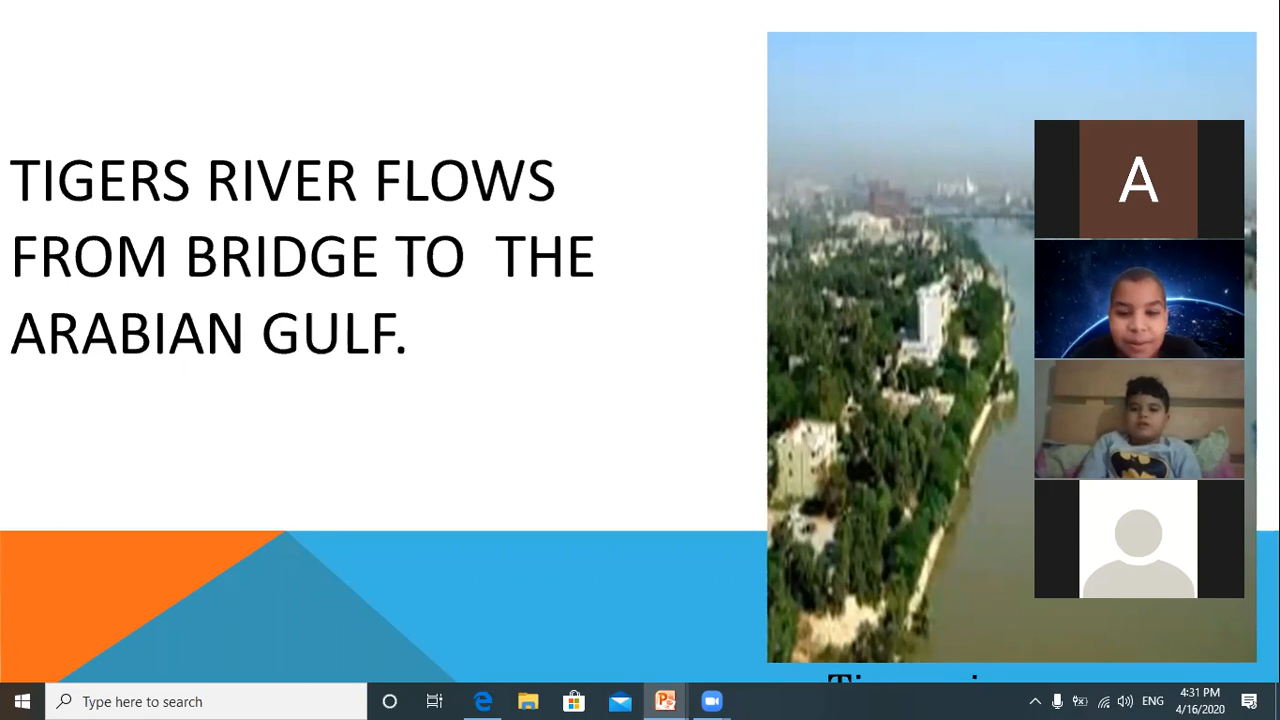 TIGERS RIVER FLOWS
FROM BRIDGE TO THE
ARABIAN GULF.
A
Type here to search
ENG
4:31 PM
4/16/2020